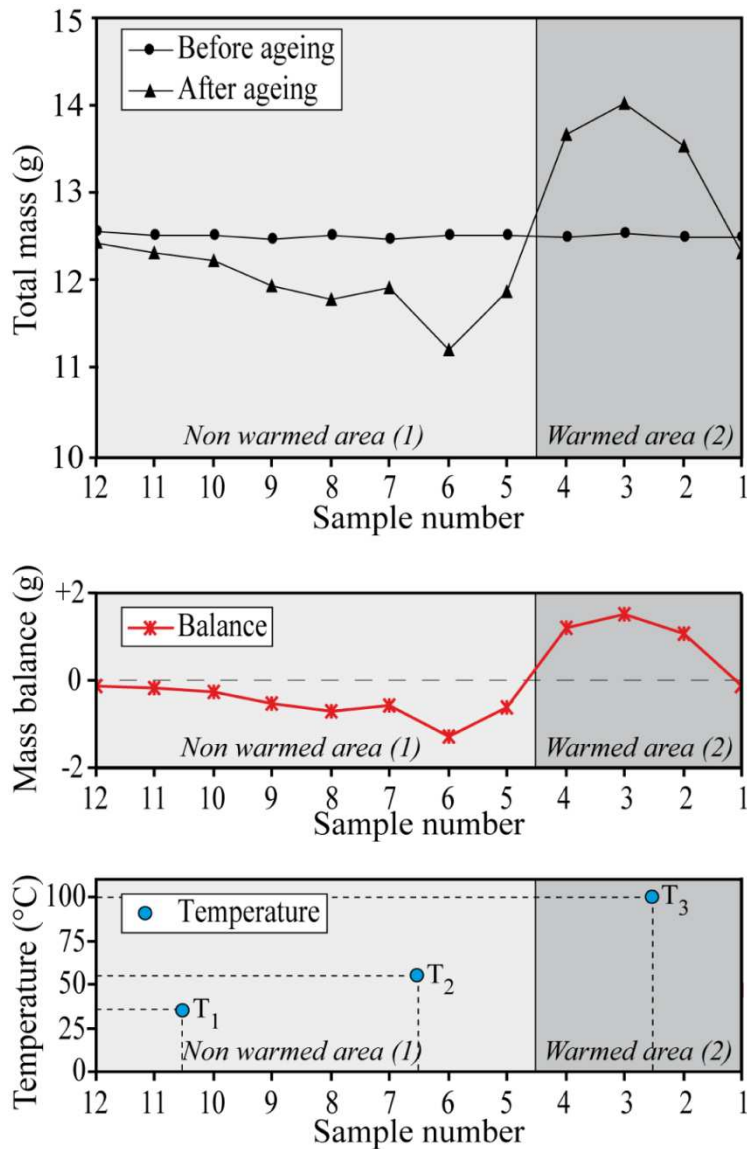 15
14
13
12
11
10
Total mass (g)
Before ageing
After ageing
Non warmed area (1)
Warmed area (2)
12 11 10 9 8 7 6 5 4 3 2 1
Sample number
+2
0
-2
Mass balance (g)
Balance
Non warmed area (1)
Warmed area (2)
12 11 10 9 8 7 6 5 4 3 2 1
Sample number
100
75
50
25
0
Temperature (°C)
Temperature
T3
T2
T1
Non warmed area (1)
Warmed area (2)
12 11 10 9 8 7 6 5 4 3 2 1
Sample number